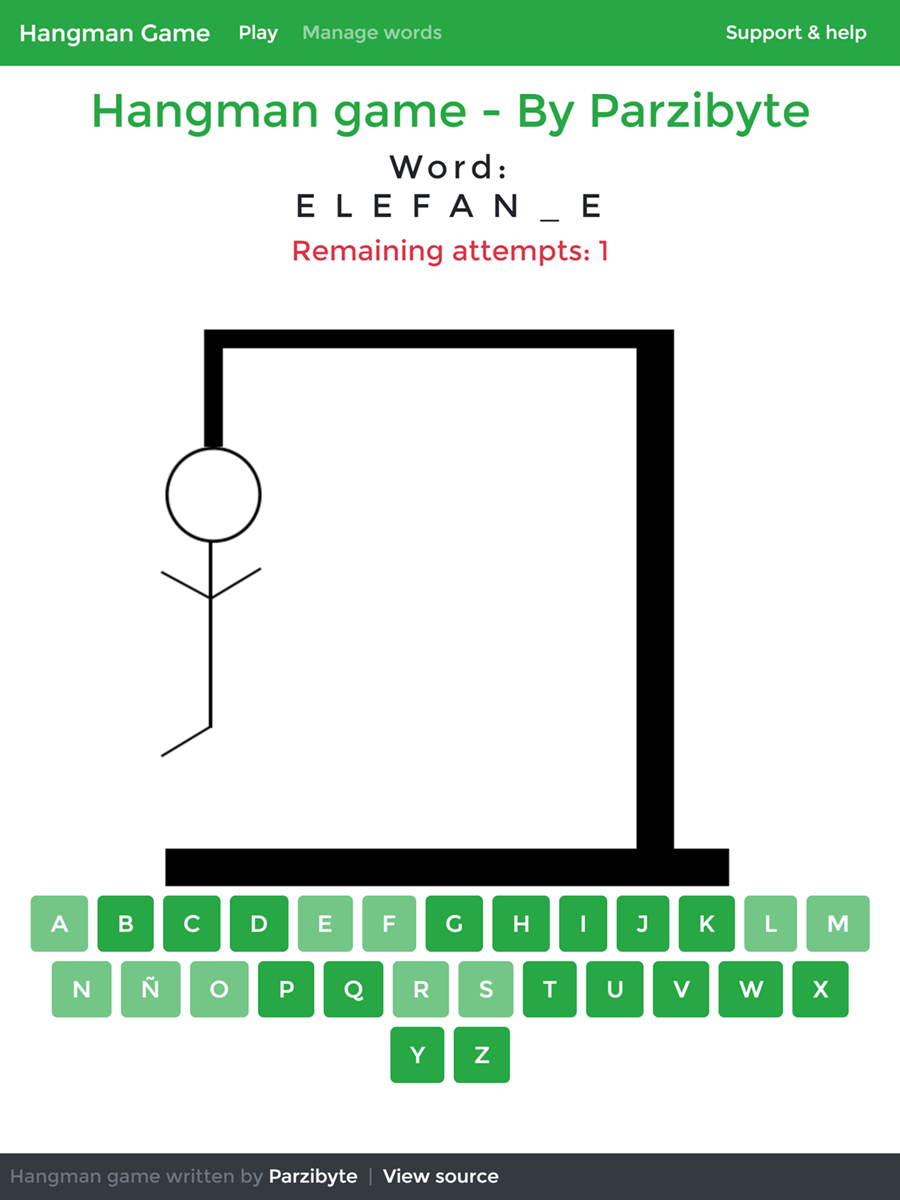 Hangman Game Play Manage words Support & help
Hangman game - By Parzibyte
Word:
E L E F A N _ E
Remaining attempts: 1
A B C D E F G H I J K L M
N Ñ O P Q R S T U V W X
Y Z
Hangman game written by Parzibyte | View source